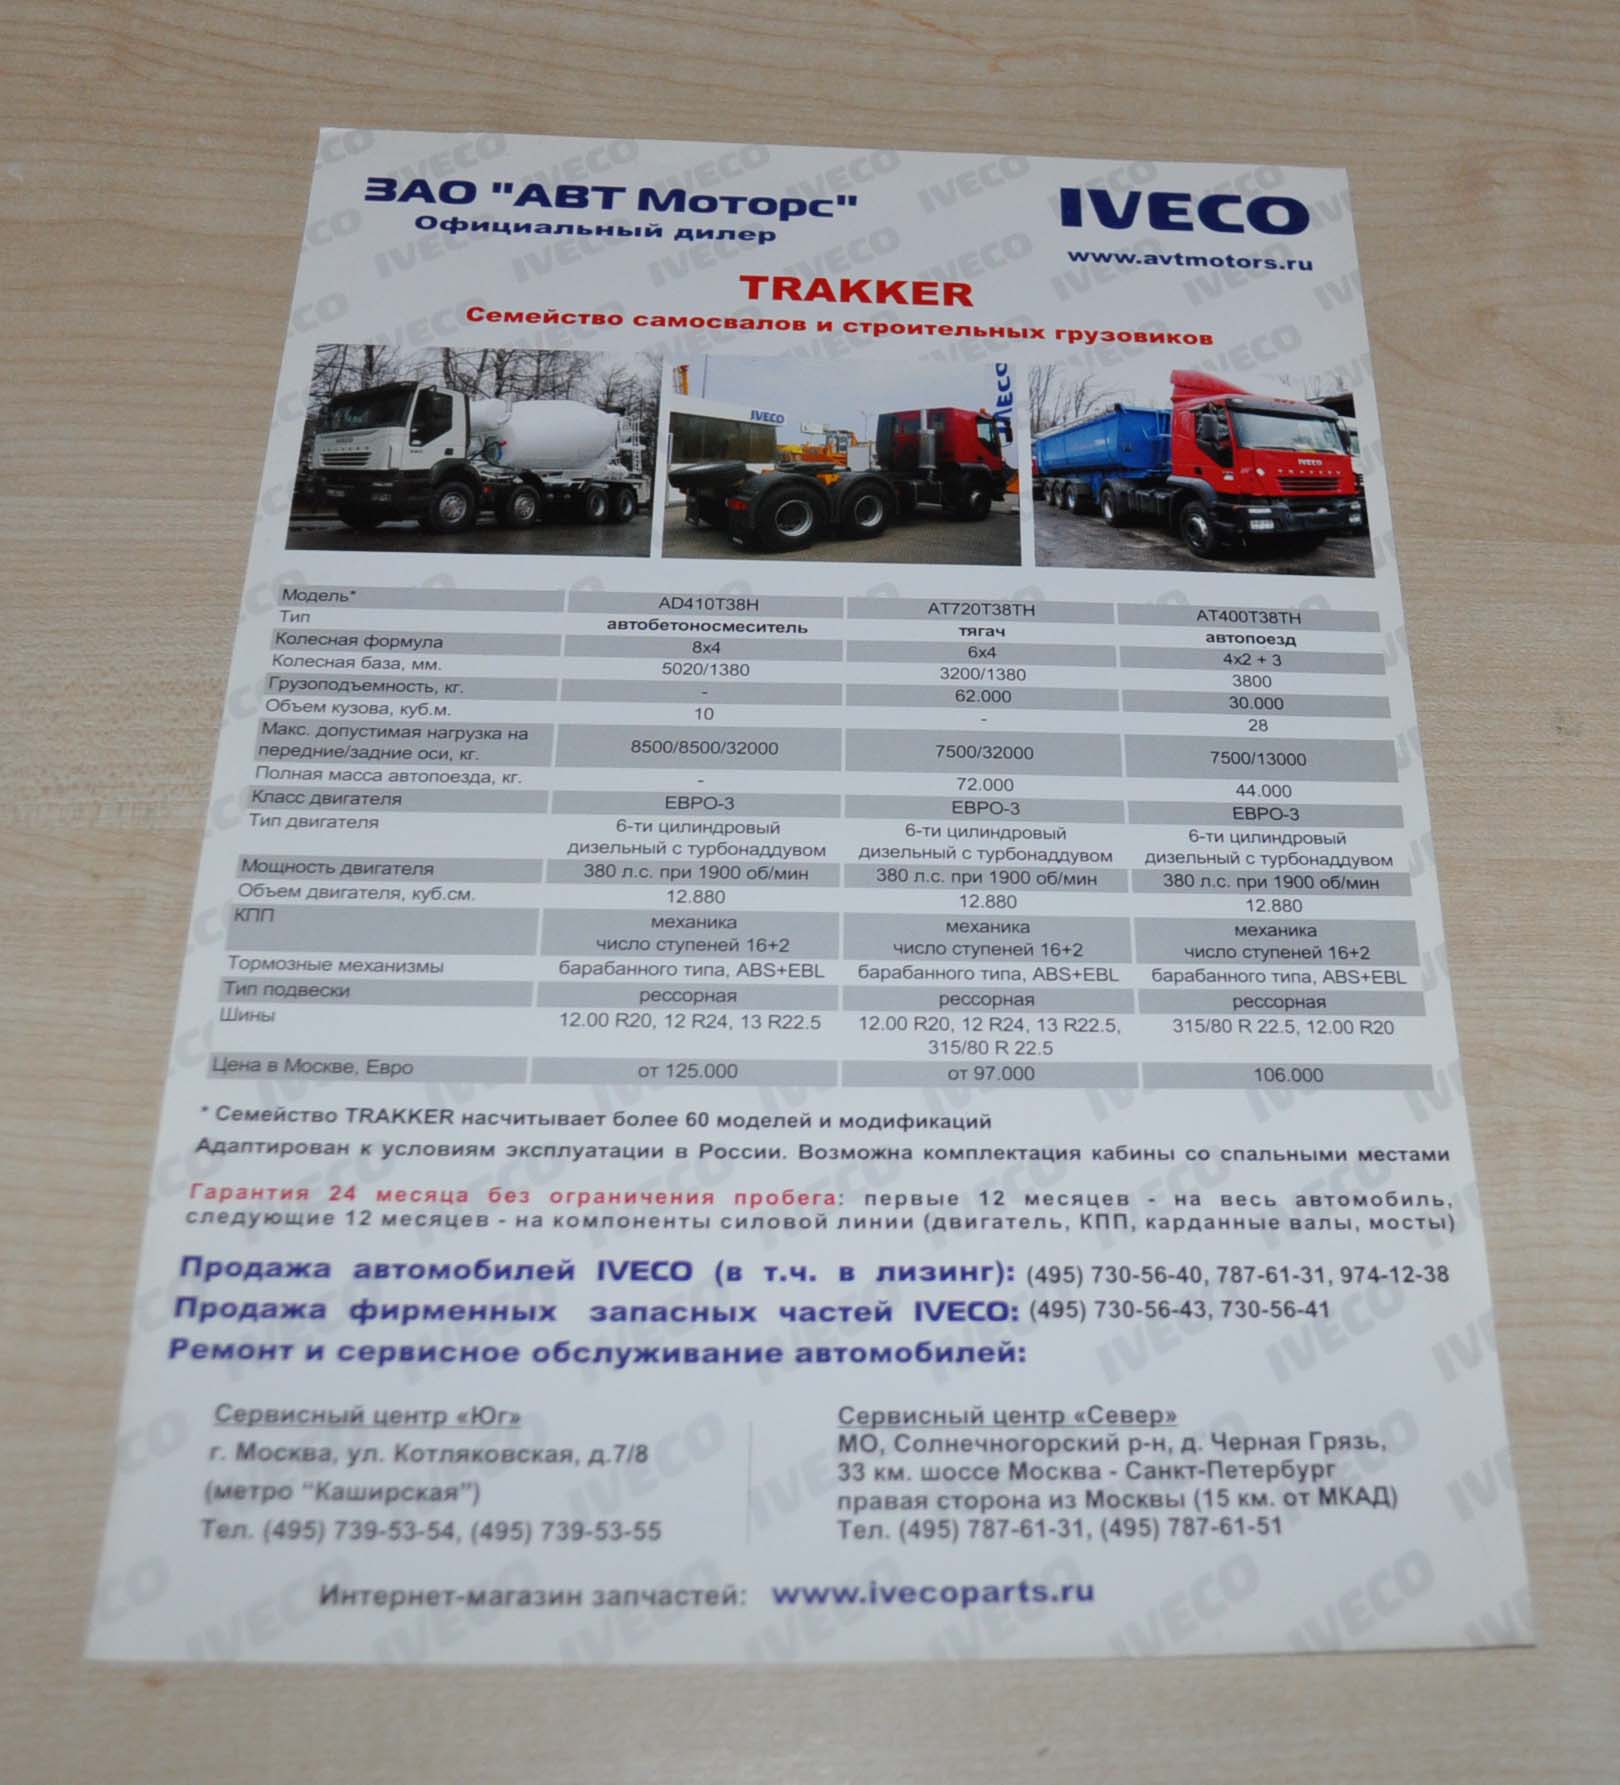 ЗАО "АВТ Моторс"
Официальный дилер
IVECO
www.avtmotors.ru
TRAKKER
Семейство самосвалов и строительных грузовиков
IVECO
IVECO
IVECO
IVECO
Модель* AD410T38H AT720T38TH AT400T38TH
Тип автобетоносмеситель тягач автопоезд
Колесная формула 8x4 6x4 4x2 + 3
Колесная база, мм. 5020/1380 3200/1380 3800
Грузоподъемность, кг. - 62.000 30.000
Объем кузова, куб.м. 10 - 28
Макс. допустимая нагрузка на
передние/задние оси, кг. 8500/8500/32000 7500/32000 7500/13000
Полная масса автопоезда, кг. - 72.000 44.000
Класс двигателя ЕВРО-3 ЕВРО-3 ЕВРО-3
Тип двигателя 6-ти цилиндровый 6-ти цилиндровый 6-ти цилиндровый
дизельный с турбонаддувом дизельный с турбонаддувом дизельный с турбонаддувом
Мощность двигателя 380 л.с. при 1900 об/мин 380 л.с. при 1900 об/мин 380 л.с. при 1900 об/мин
Объем двигателя, куб.см. 12.880 12.880 12.880
КПП механика механика механика
число ступеней 16+2 число ступеней 16+2 число ступеней 16+2
Тормозные механизмы барабанного типа, ABS+EBL барабанного типа, ABS+EBL барабанного типа, ABS+EBL
Тип подвески рессорная рессорная рессорная
Шины 12.00 R20, 12 R24, 13 R22.5 12.00 R20, 12 R24, 13 R22.5, 315/80 R 22.5, 12.00 R20
315/80 R 22.5
Цена в Москве, Евро от 125.000 от 97.000 106.000
* Семейство TRAKKER насчитывает более 60 моделей и модификаций
Адаптирован к условиям эксплуатации в России. Возможна комплектация кабины со спальными местами
Гарантия 24 месяца без ограничения пробега: первые 12 месяцев - на весь автомобиль,
следующие 12 месяцев - на компоненты силовой линии (двигатель, КПП, карданные валы, мосты)
Продажа автомобилей IVECO (в т.ч. в лизинг): (495) 730-56-40, 787-61-31, 974-12-38
Продажа фирменных запасных частей IVECO: (495) 730-56-43, 730-56-41
Ремонт и сервисное обслуживание автомобилей:
Сервисный центр «Юг»
г. Москва, ул. Котляковская, д.7/8
(метро "Каширская")
Тел. (495) 739-53-54, (495) 739-53-55
Сервисный центр «Север»
МО, Солнечногорский р-н, д. Черная Грязь,
33 км. шоссе Москва - Санкт-Петербург
правая сторона из Москвы (15 км. от МКАД)
Тел. (495) 787-61-31, (495) 787-61-51
Интернет-магазин запчастей: www.ivecoparts.ru